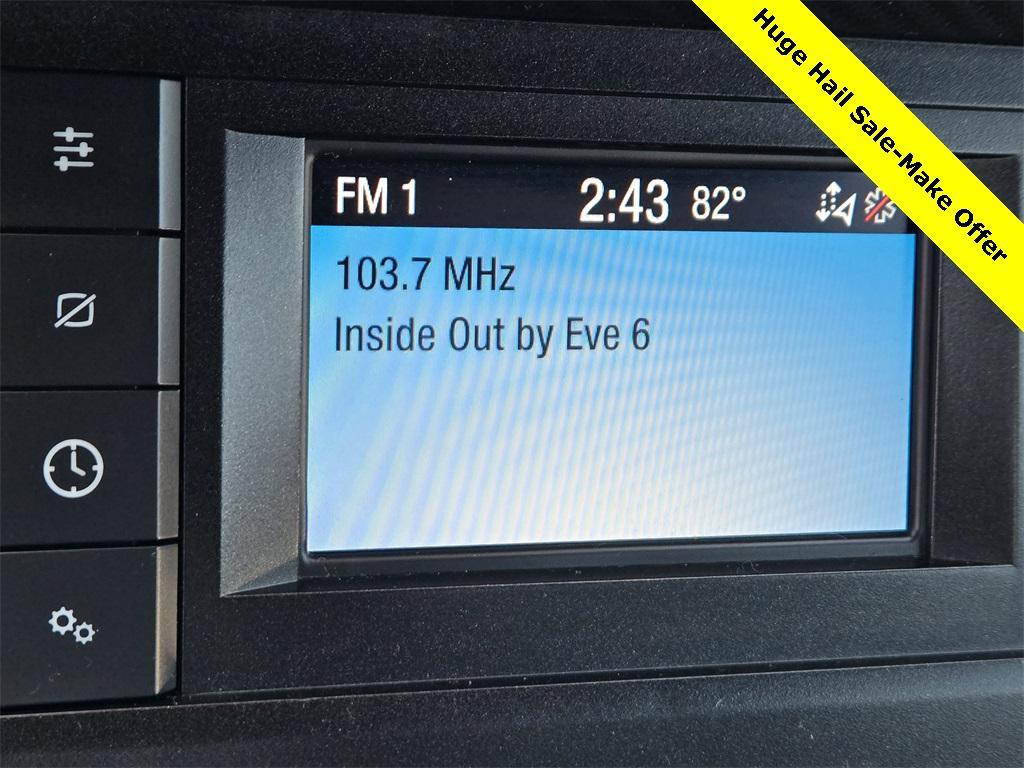 Huge Hail Sale-Make Offer
FM 1 2:43 82°
103.7 MHz
Inside Out by Eve 6